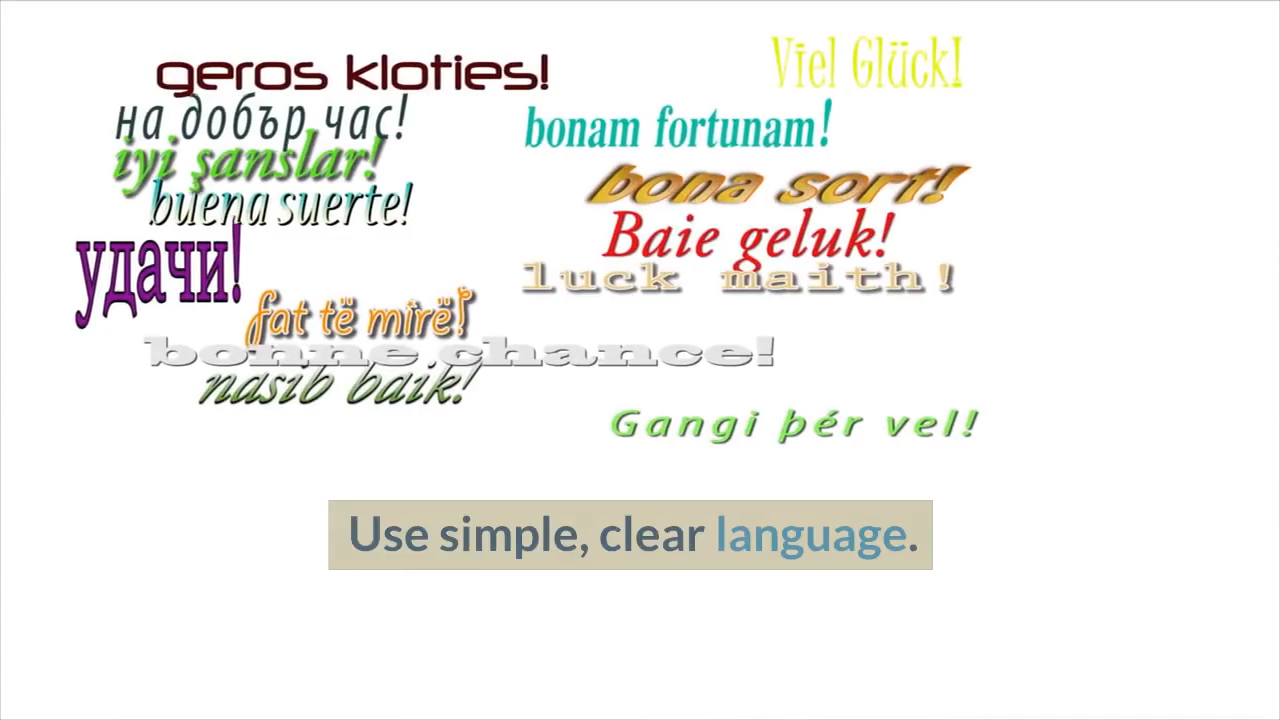 geros kloties!
на добър час!
iyi şanslar!
buena suerte!
удачи!
fat të mirë!
bonne chance!
nasib baik!
Viel Glück!
bonam fortunam!
bona sort!
Baie geluk!
luck maith!
Gangi þér vel!
Use simple, clear language.